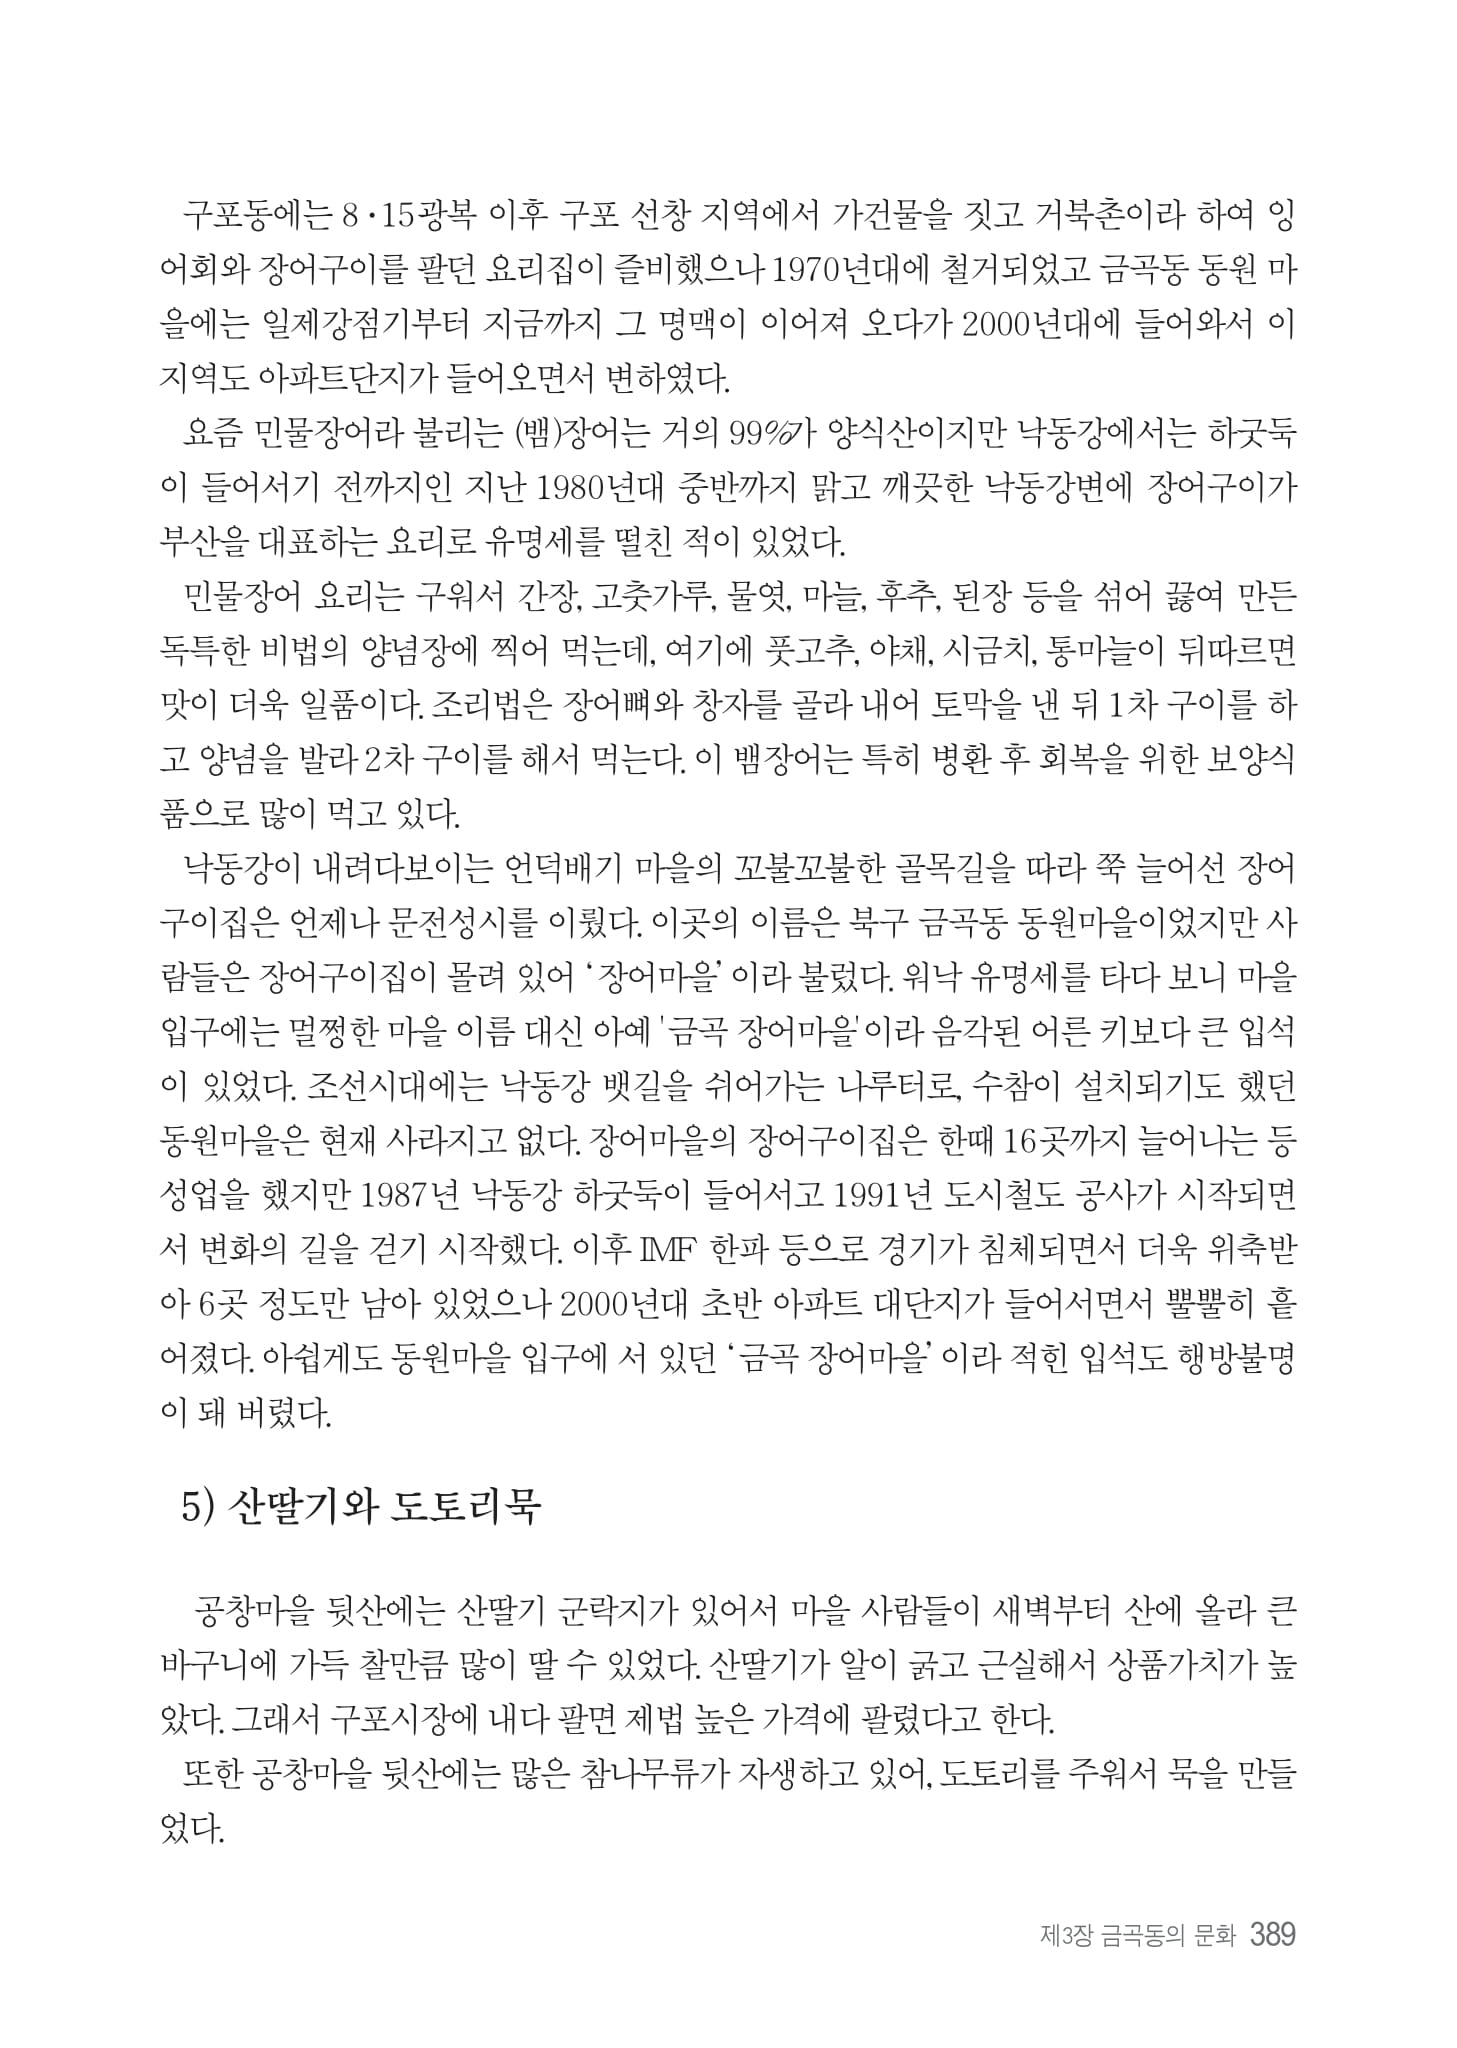 구포동에는 8·15광복 이후 구포 선창 지역에서 가건물을 짓고 거북촌이라 하여 잉
어회와 장어구이를 팔던 요리집이 즐비했으나 1970년대에 철거되었고 금곡동 동원 마
을에는 일제강점기부터 지금까지 그 명맥이 이어져 오다가 2000년대에 들어와서 이
지역도 아파트단지가 들어오면서 변하였다.
요즘 민물장어라 불리는 (뱀)장어는 거의 99%가 양식산이지만 낙동강에서는 하굿둑
이 들어서기 전까지인 지난 1980년대 중반까지 맑고 깨끗한 낙동강변에 장어구이가
부산을 대표하는 요리로 유명세를 떨친 적이 있었다.
민물장어 요리는 구워서 간장, 고춧가루, 물엿, 마늘, 후추, 된장 등을 섞어 끓여 만든
독특한 비법의 양념장에 찍어 먹는데, 여기에 풋고추, 야채, 시금치, 통마늘이 뒤따르면
맛이 더욱 일품이다. 조리법은 장어뼈와 창자를 골라 내어 토막을 낸 뒤 1차 구이를 하
고 양념을 발라 2차 구이를 해서 먹는다. 이 뱀장어는 특히 병환 후 회복을 위한 보양식
품으로 많이 먹고 있다.
낙동강이 내려다보이는 언덕배기 마을의 꼬불꼬불한 골목길을 따라 쭉 늘어선 장어
구이집은 언제나 문전성시를 이뤘다. 이곳의 이름은 북구 금곡동 동원마을이었지만 사
람들은 장어구이집이 몰려 있어 ‘장어마을’이라 불렀다. 워낙 유명세를 타다 보니 마을
입구에는 멀쩡한 마을 이름 대신 아예 '금곡 장어마을'이라 음각된 어른 키보다 큰 입석
이 있었다. 조선시대에는 낙동강 뱃길을 쉬어가는 나루터로, 수참이 설치되기도 했던
동원마을은 현재 사라지고 없다. 장어마을의 장어구이집은 한때 16곳까지 늘어나는 등
성업을 했지만 1987년 낙동강 하굿둑이 들어서고 1991년 도시철도 공사가 시작되면
서 변화의 길을 걷기 시작했다. 이후 IMF 한파 등으로 경기가 침체되면서 더욱 위축받
아 6곳 정도만 남아 있었으나 2000년대 초반 아파트 대단지가 들어서면서 뿔뿔히 흩
어졌다. 아쉽게도 동원마을 입구에 서 있던 ‘금곡 장어마을’이라 적힌 입석도 행방불명
이 돼 버렸다.
5) 산딸기와 도토리묵
공창마을 뒷산에는 산딸기 군락지가 있어서 마을 사람들이 새벽부터 산에 올라 큰
바구니에 가득 찰만큼 많이 딸 수 있었다. 산딸기가 알이 굵고 근실해서 상품가치가 높
았다. 그래서 구포시장에 내다 팔면 제법 높은 가격에 팔렸다고 한다.
또한 공창마을 뒷산에는 많은 참나무류가 자생하고 있어, 도토리를 주워서 묵을 만들
었다.
제3장 금곡동의 문화 389